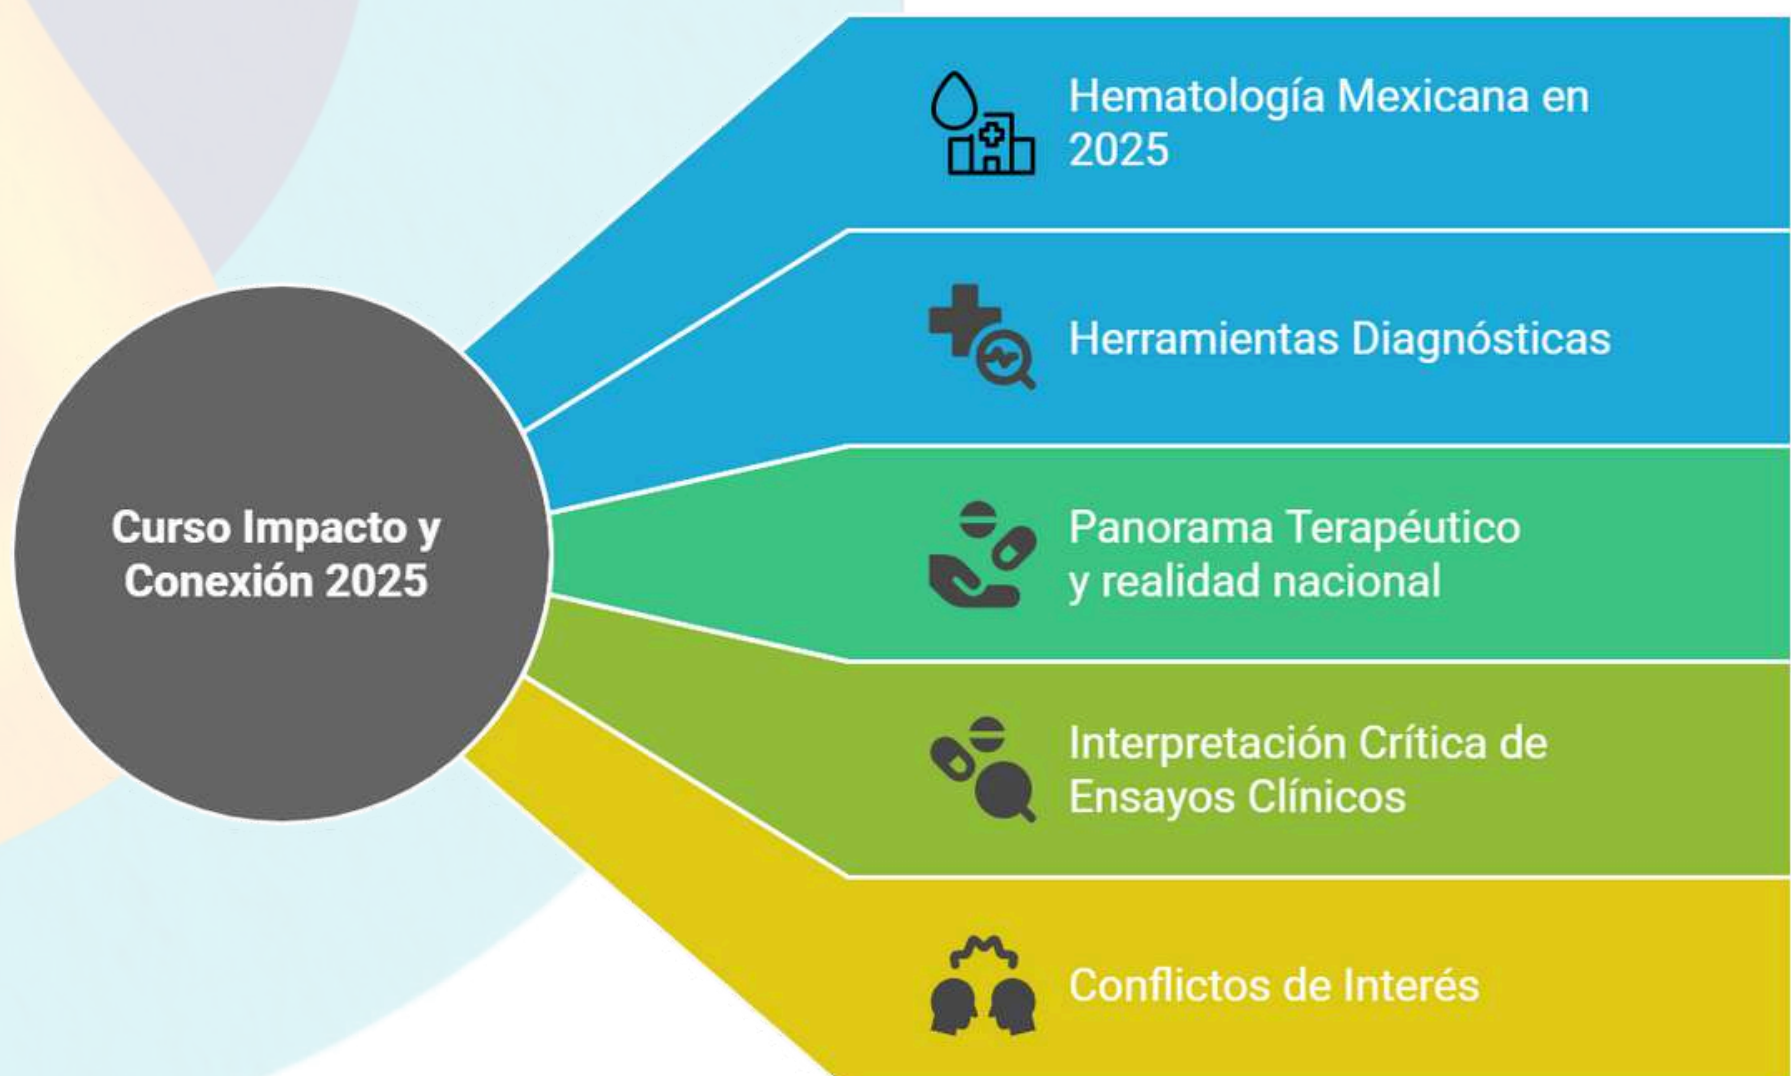 Curso Impacto y
Conexión 2025
Hematología Mexicana en
2025
Herramientas Diagnósticas
Panorama Terapéutico
y realidad nacional
Interpretación Crítica de
Ensayos Clínicos
Conflictos de Interés